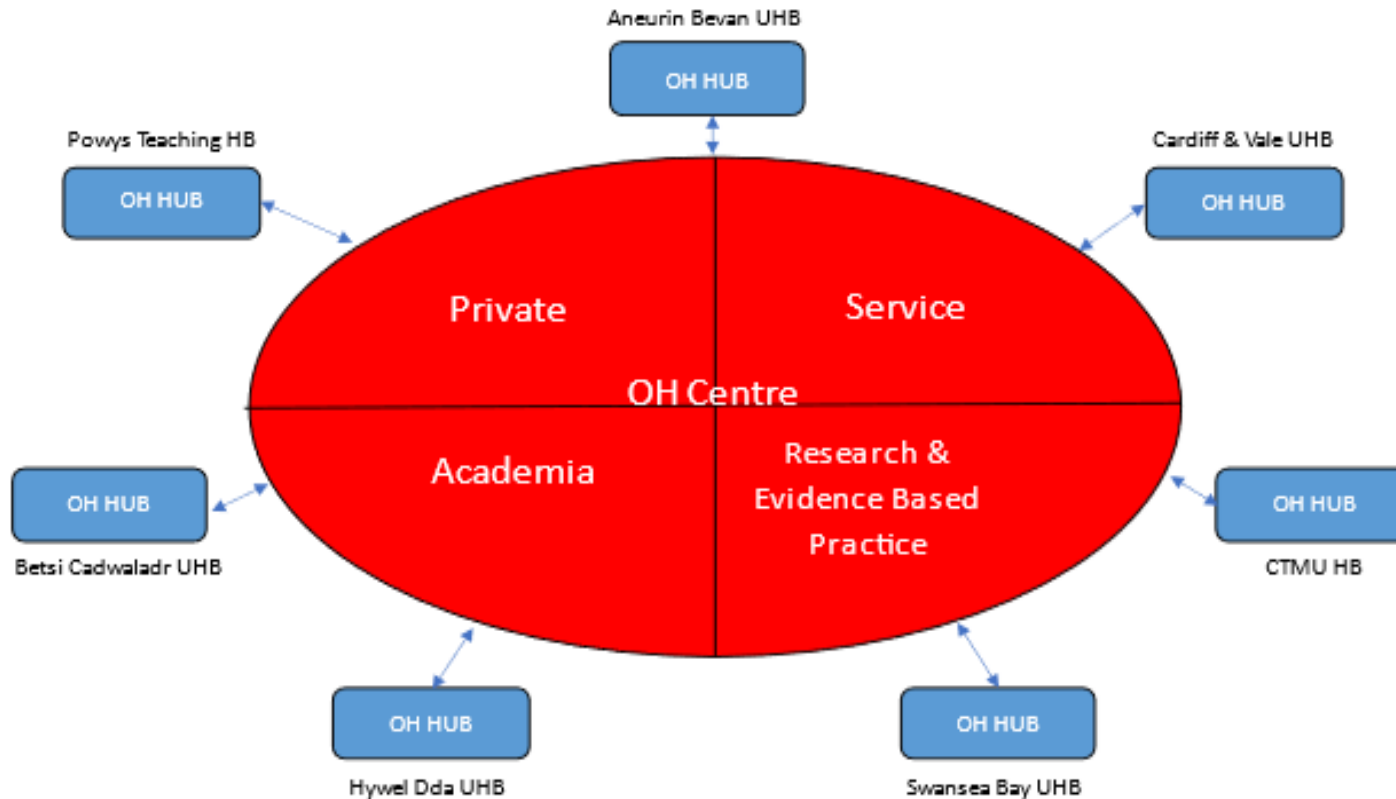 Aneurin Bevan UHB
OH HUB
Powys Teaching HB
OH HUB
Cardiff & Vale UHB
OH HUB
Private
Service
OH Centre
Academia
Research &
Evidence Based
Practice
OH HUB
Betsi Cadwaladr UHB
OH HUB
CTMU HB
OH HUB
Hywel Dda UHB
OH HUB
Swansea Bay UHB